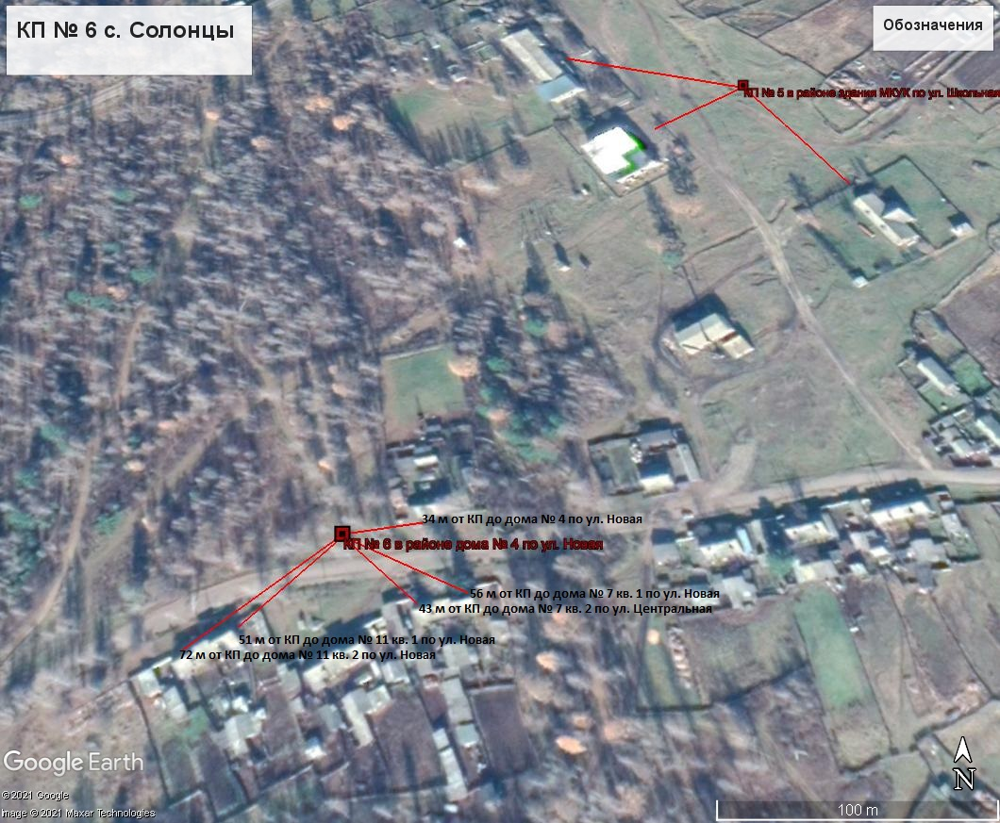 КП № 6 с. Солонцы
Обозначения
КП № 5 в районе здания МКУК по ул. Школьная
34 м от КП до дома № 4 по ул. Новая
КП № 6 в районе дома № 4 по ул. Новая
56 м от КП до дома № 7 кв. 1 по ул. Новая
43 м от КП до дома № 7 кв. 2 по ул. Центральная
51 м от КП до дома № 11 кв. 1 по ул. Новая
72 м от КП до дома № 11 кв. 2 по ул. Новая
Google Earth
©2021 Google
mage © 2021 Maxar Technologies
N
100 m